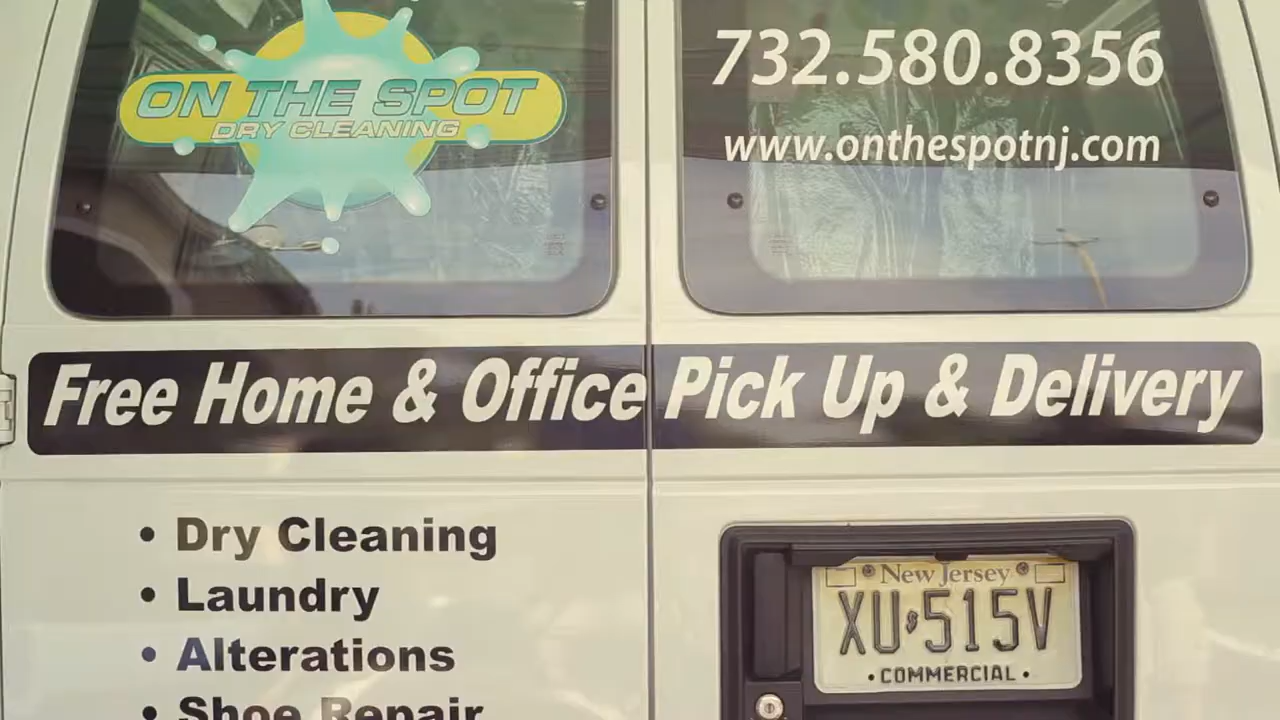 ON THE SPOT
DRY CLEANING
732.580.8356
www.onthespotnj.com
Free Home & Office Pick Up & Delivery
• Dry Cleaning
• Laundry
• Alterations
• Shoe Repair
New Jersey
XU 515V
• COMMERCIAL •